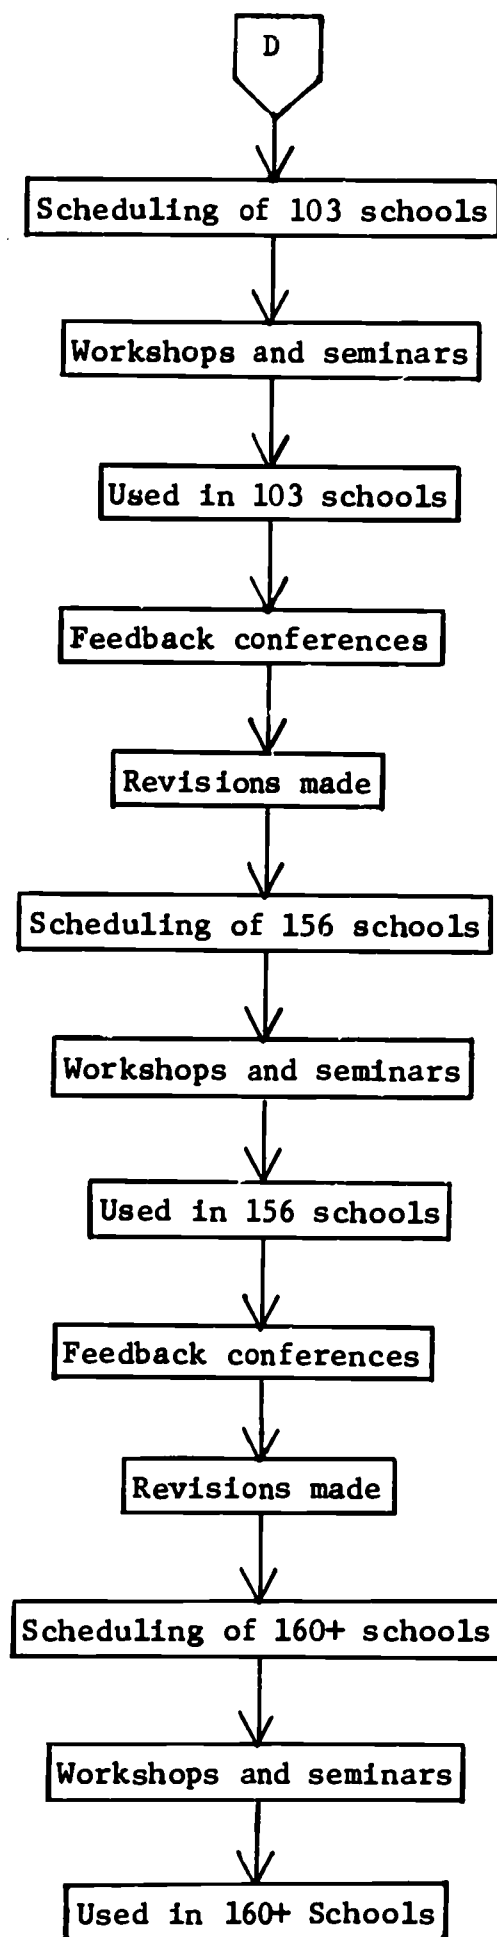 D
Scheduling of 103 schools
Workshops and seminars
Used in 103 schools
Feedback conferences
Revisions made
Scheduling of 156 schools
Workshops and seminars
Used in 156 schools
Feedback conferences
Revisions made
Scheduling of 160+ schools
Workshops and seminars
Used in 160+ Schools